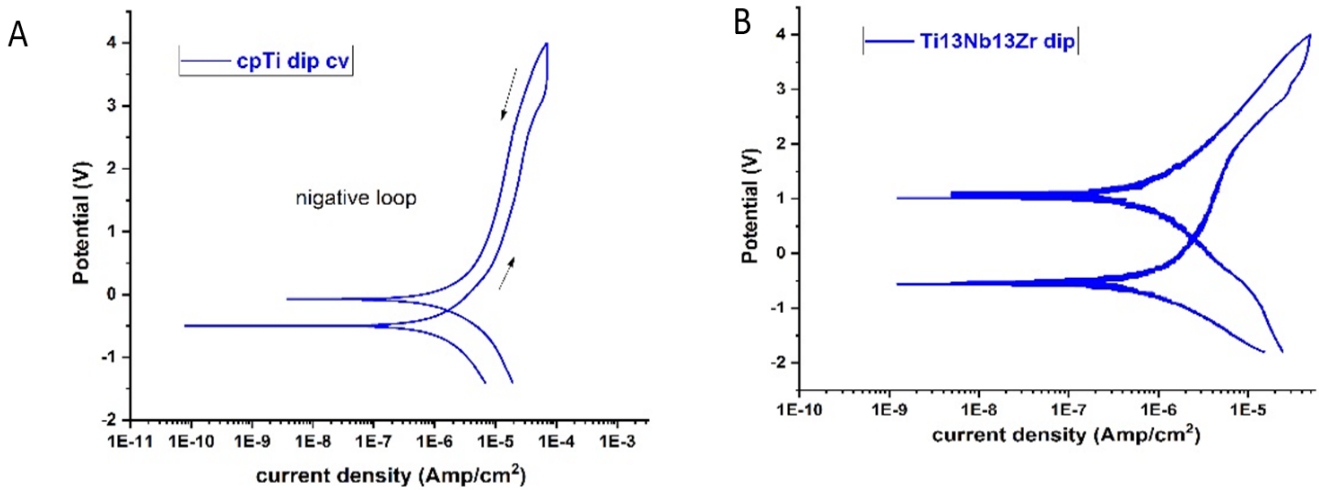 A
cpTi dip cv
4
3
2
1
0
-1
-2
Potential (V)
nigative loop
1E-11 1E-10 1E-9 1E-8 1E-7 1E-6 1E-5 1E-4 1E-3
current density (Amp/cm²)
B
Ti13Nb13Zr dip
4
3
2
1
0
-1
-2
Potential (V)
1E-10 1E-9 1E-8 1E-7 1E-6 1E-5
current density (Amp/cm²)